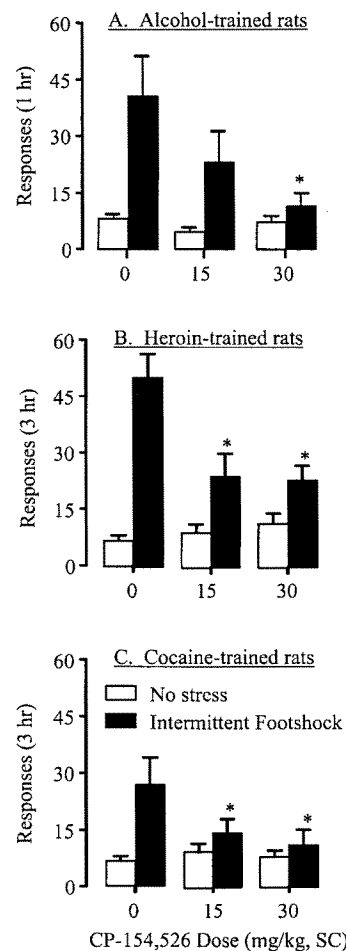 A. Alcohol-trained rats
60
45
30
15
0
Responses (1 hr)
*
0 15 30
B. Heroin-trained rats
60
45
30
15
0
Responses (3 hr)
* *
0 15 30
C. Cocaine-trained rats
60
45
30
15
0
Responses (3 hr)
No stress
Intermittent Footshock
* *
0 15 30
CP-154,526 Dose (mg/kg, SC)